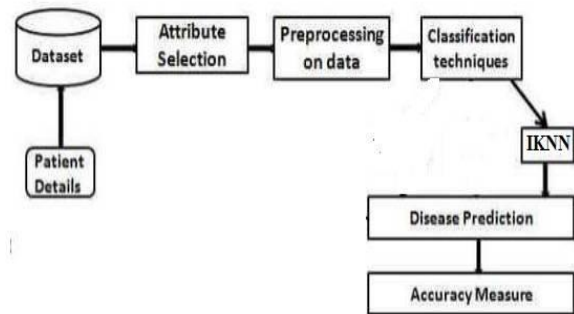 Dataset
Attribute
Selection
Preprocessing
on data
Classification
techniques
IKNN
Patient
Details
Disease Prediction
Accuracy Measure